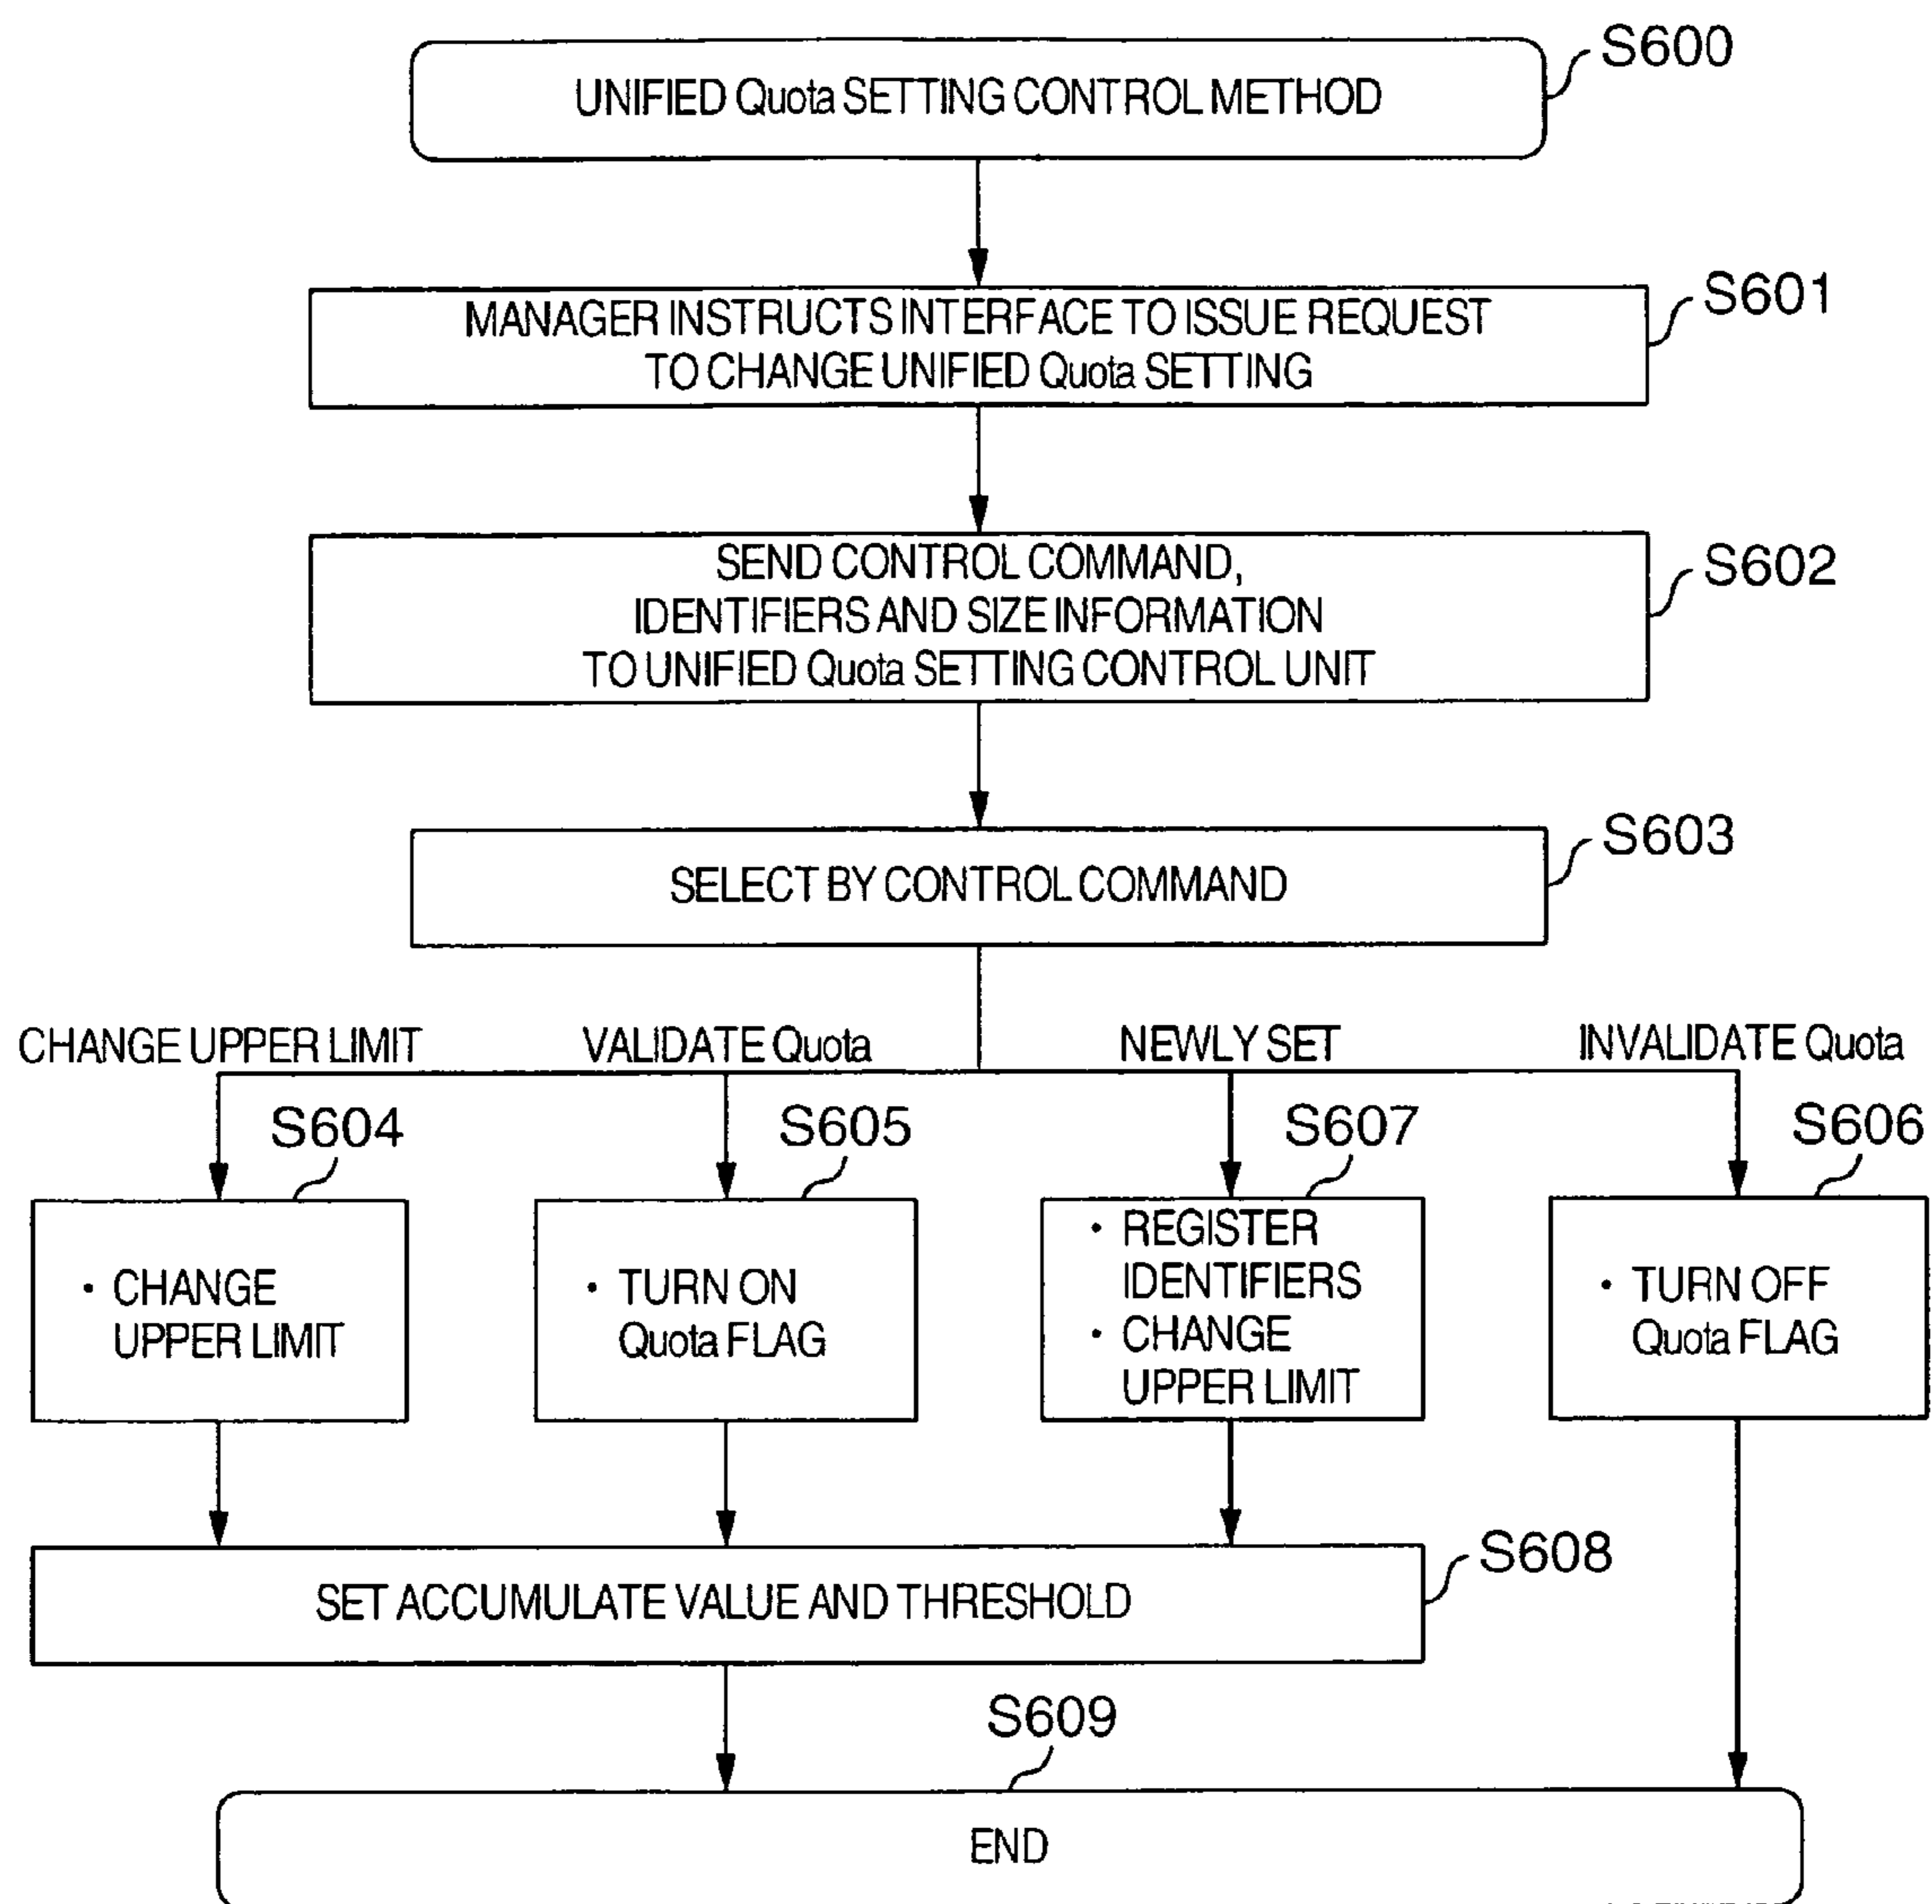 UNIFIED Quota SETTING CONTROL METHOD
S600
MANAGER INSTRUCTS INTERFACE TO ISSUE REQUEST
TO CHANGE UNIFIED Quota SETTING
S601
SEND CONTROL COMMAND,
IDENTIFIERS AND SIZE INFORMATION
TO UNIFIED Quota SETTING CONTROL UNIT
S602
SELECT BY CONTROL COMMAND
S603
CHANGE UPPER LIMIT
VALIDATE Quota
NEWLY SET
INVALIDATE Quota
S604
S605
S607
S606
• CHANGE
UPPER LIMIT
• TURN ON
Quota FLAG
• REGISTER
IDENTIFIERS
• CHANGE
UPPER LIMIT
• TURN OFF
Quota FLAG
SET ACCUMULATE VALUE AND THRESHOLD
S608
S609
END